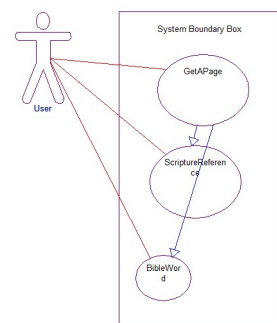 System Boundary Box
GetAPage
User
ScriptureReferen
ce
BibleWor
d